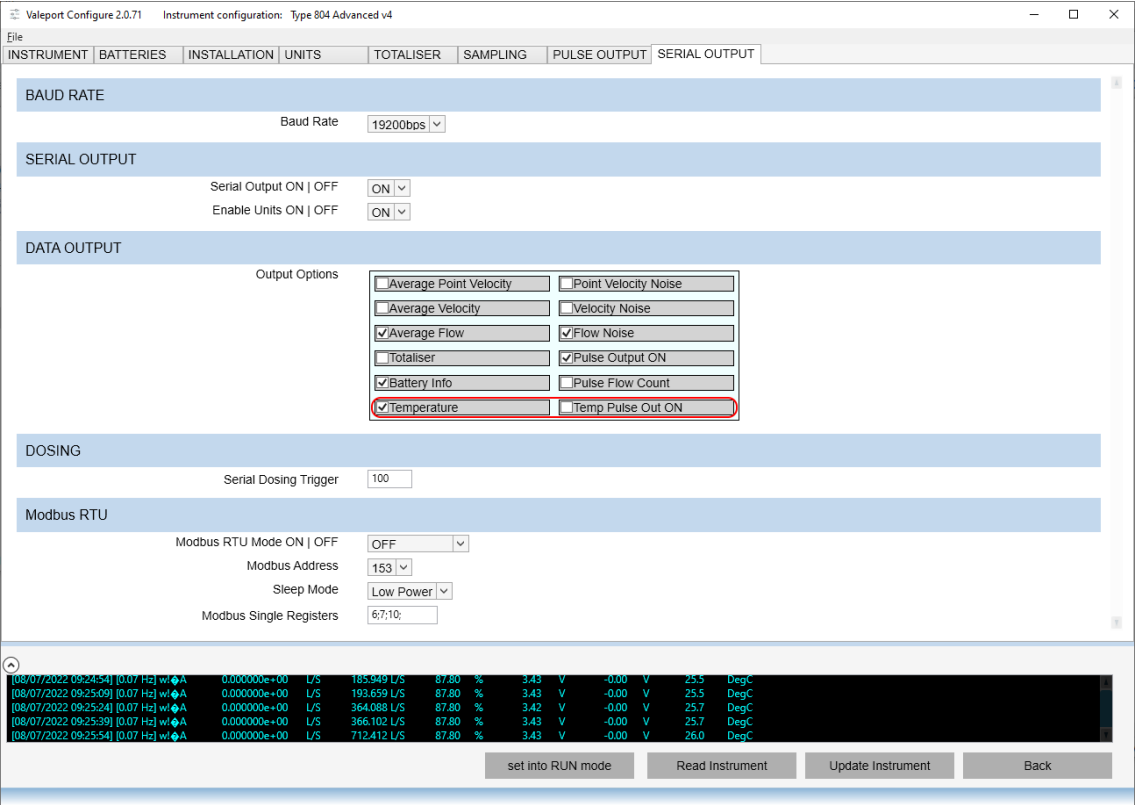 Valeport Configure 2.0.71 Instrument configuration: Type 804 Advanced v4
File
INSTRUMENT BATTERIES INSTALLATION UNITS TOTALISER SAMPLING PULSE OUTPUT SERIAL OUTPUT
BAUD RATE
Baud Rate 19200bps
SERIAL OUTPUT
Serial Output ON | OFF ON
Enable Units ON | OFF ON
DATA OUTPUT
Output Options
Average Point Velocity Point Velocity Noise
Average Velocity Velocity Noise
Average Flow Flow Noise
Totaliser Pulse Output ON
Battery Info Pulse Flow Count
Temperature Temp Pulse Out ON
DOSING
Serial Dosing Trigger 100
Modbus RTU
Modbus RTU Mode ON | OFF OFF
Modbus Address 153
Sleep Mode Low Power
Modbus Single Registers 6;7;10;
[08/07/2022 09:24:54] [0.07 Hz] w!�A 0.000000e+00 L/S 185.949 L/S 87.80 % 3.43 V -0.00 V 25.5 DegC
[08/07/2022 09:25:09] [0.07 Hz] w!�A 0.000000e+00 L/S 193.659 L/S 87.80 % 3.43 V -0.00 V 25.5 DegC
[08/07/2022 09:25:24] [0.07 Hz] w!�A 0.000000e+00 L/S 364.088 L/S 87.80 % 3.42 V -0.00 V 25.7 DegC
[08/07/2022 09:25:39] [0.07 Hz] w!�A 0.000000e+00 L/S 366.102 L/S 87.80 % 3.43 V -0.00 V 25.7 DegC
[08/07/2022 09:25:54] [0.07 Hz] w!�A 0.000000e+00 L/S 712.412 L/S 87.80 % 3.43 V -0.00 V 26.0 DegC
set into RUN mode Read Instrument Update Instrument Back